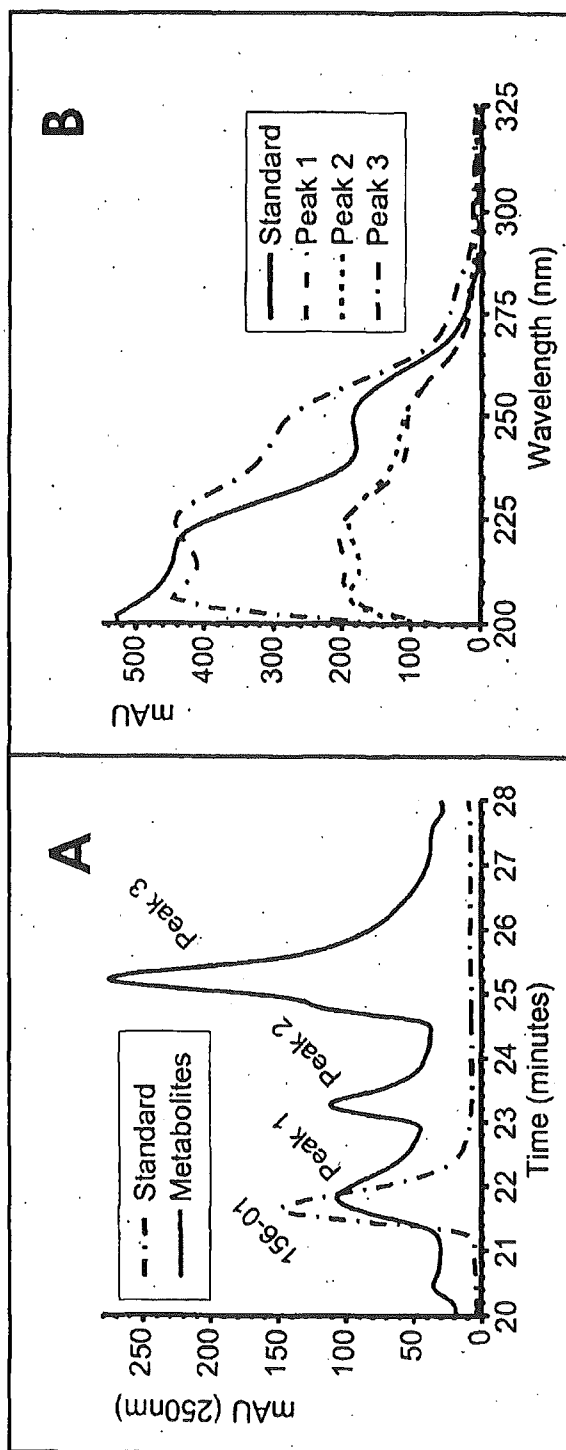 A
Standard
Metabolites
mAU (250nm)
250
200
150
100
50
0
156-01
Peak 1
Peak 2
Peak 3
20 21 22 23 24 25 26 27 28
Time (minutes)
B
mAU
500
400
300
200
100
0
Standard
Peak 1
Peak 2
Peak 3
200 225 250 275 300 325
Wavelength (nm)